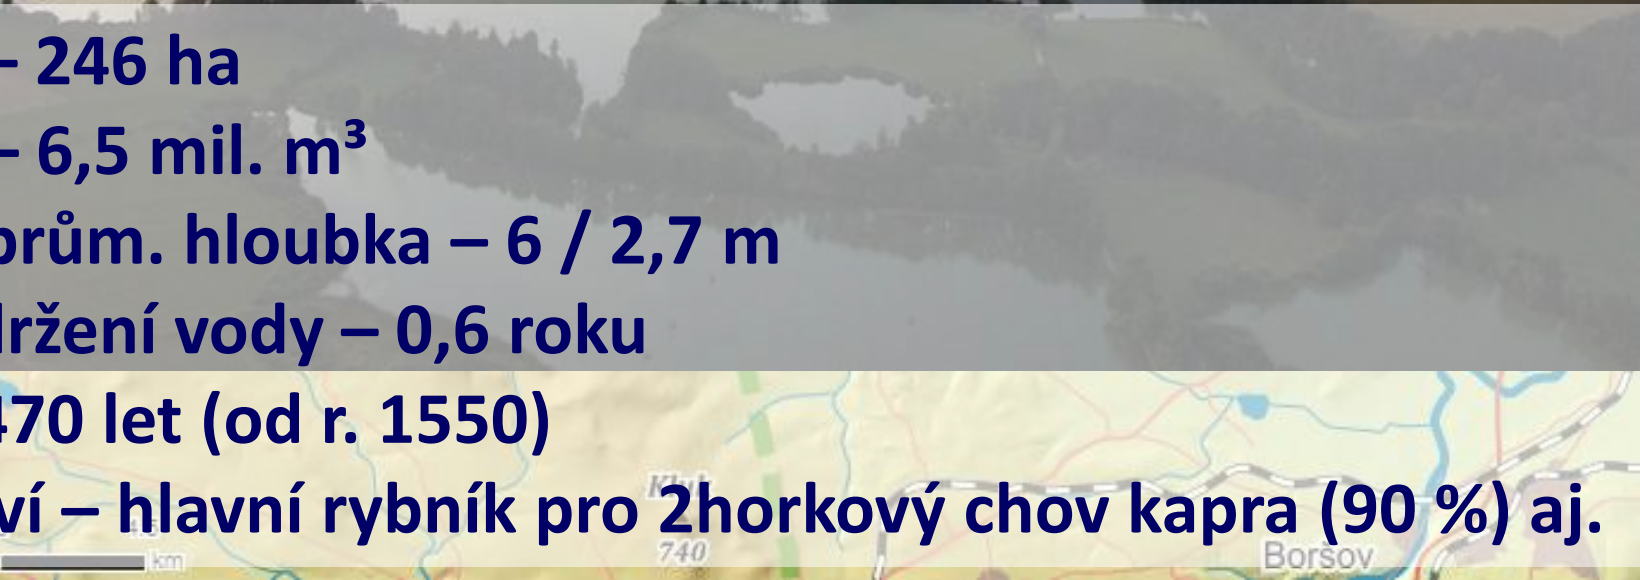 – 246 ha
– 6,5 mil. m³
prům. hloubka – 6 / 2,7 m
držení vody – 0,6 roku
470 let (od r. 1550)
ví – hlavní rybník pro 2horkový chov kapra (90 %) aj.
740
km
Boršov